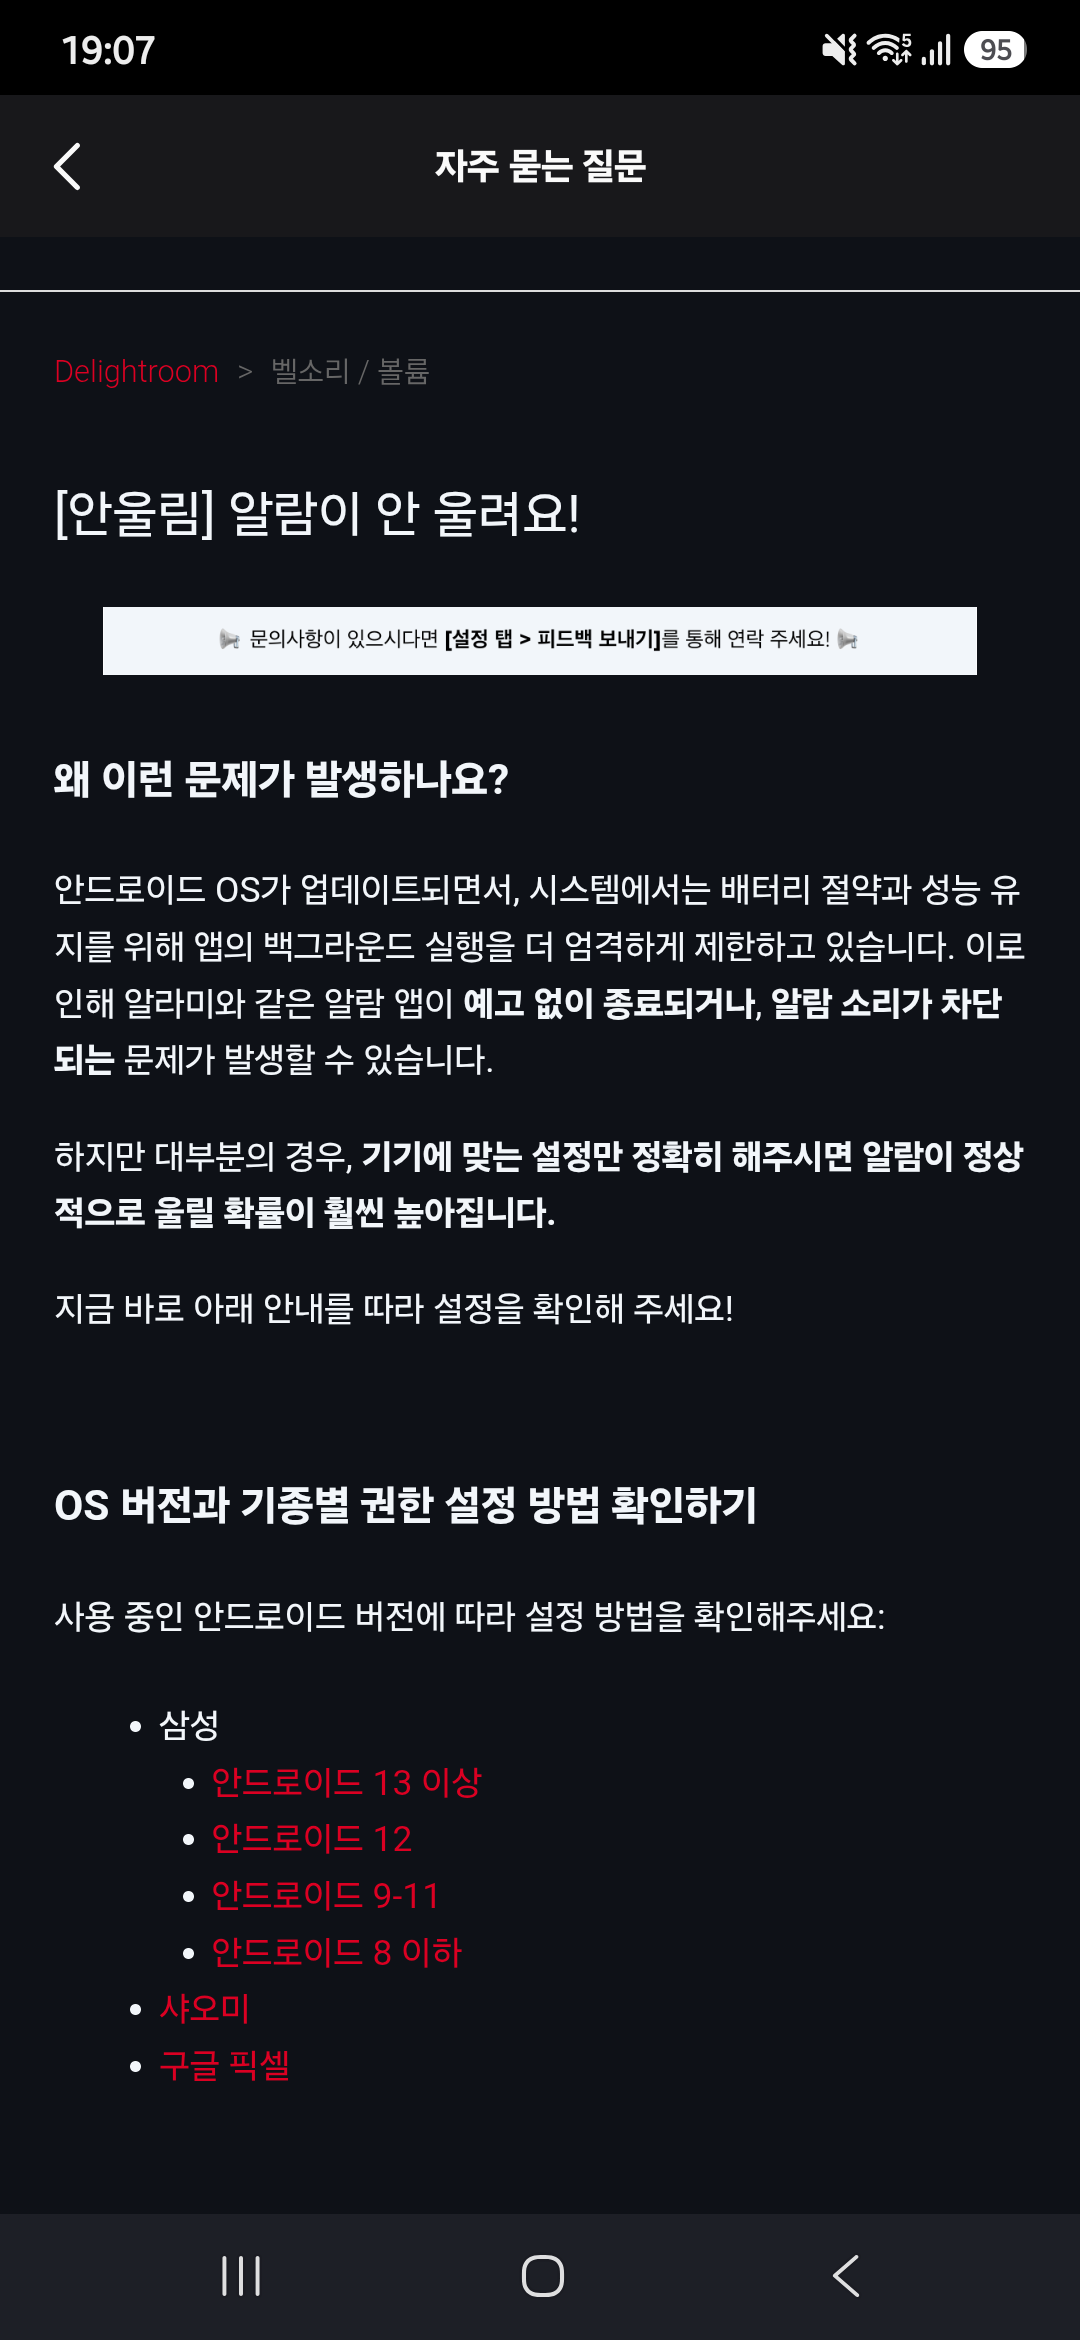 19:07
5
95
자주 묻는 질문
Delightroom > 벨소리 / 볼륨
[안울림] 알람이 안 울려요!
문의사항이 있으시다면 [설정 탭 > 피드백 보내기]를 통해 연락 주세요!
왜 이런 문제가 발생하나요?
안드로이드 OS가 업데이트되면서, 시스템에서는 배터리 절약과 성능 유
지를 위해 앱의 백그라운드 실행을 더 엄격하게 제한하고 있습니다. 이로
인해 알라미와 같은 알람 앱이 예고 없이 종료되거나, 알람 소리가 차단
되는 문제가 발생할 수 있습니다.
하지만 대부분의 경우, 기기에 맞는 설정만 정확히 해주시면 알람이 정상
적으로 울릴 확률이 훨씬 높아집니다.
지금 바로 아래 안내를 따라 설정을 확인해 주세요!
OS 버전과 기종별 권한 설정 방법 확인하기
사용 중인 안드로이드 버전에 따라 설정 방법을 확인해주세요:
• 삼성
• 안드로이드 13 이상
• 안드로이드 12
• 안드로이드 9-11
• 안드로이드 8 이하
• 샤오미
• 구글 픽셀